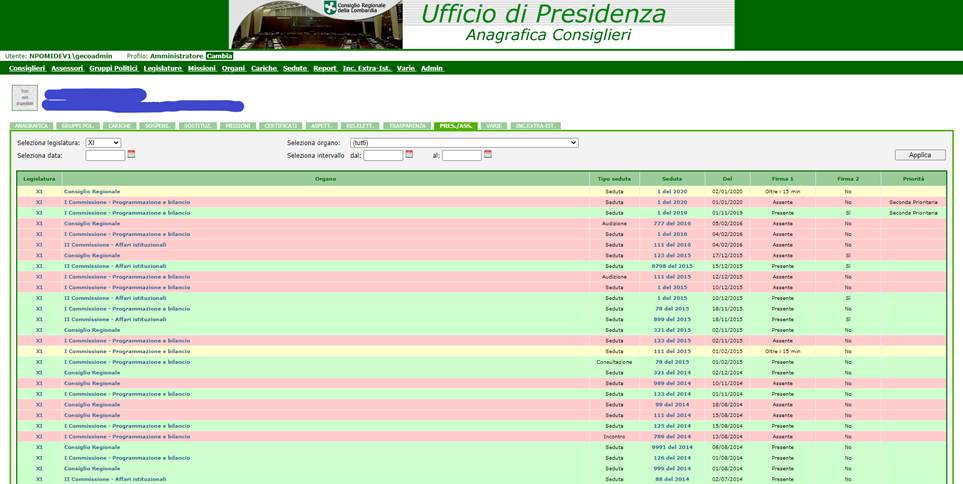 Consiglio Regionale
della Lombardia
Ufficio di Presidenza
Anagrafica Consiglieri
Utente: NPOMIDEV1\gecoadmin Profilo: Amministratore Cambia
Consiglieri Assessori Gruppi Politici Legislature Missioni Organi Cariche Sedute Report Inc. Extra-Ist. Varie Admin
ANAGRAFICA GRUPPI POL. CARICHE SOSPENS. SOSTITUZ. MISSIONI CERTIFICATI ASPETT. RIS.ELETT. TRASPARENZA PRES./ASS. VARIE INC.EXTRA-IST.
Seleziona legislatura: XI Seleziona organo: (tutti)
Seleziona data: Seleziona intervallo dal: al: Applica
Legislatura Organo Tipo seduta Seduta Del Firma 1 Firma 2 Priorità
XI Consiglio Regionale Seduta 1 del 2020 02/01/2020 Oltre i 15 min No
XI I Commissione - Programmazione e bilancio Seduta 1 del 2020 01/01/2020 Assente No Seconda Prioritaria
XI I Commissione - Programmazione e bilancio Seduta 1 del 2019 01/11/2019 Presente Sì Seconda Prioritaria
XI Consiglio Regionale Audizione 777 del 2016 05/02/2016 Assente No
XI I Commissione - Programmazione e bilancio Seduta 1 del 2016 04/02/2016 Assente No
XI II Commissione - Affari istituzionali Seduta 111 del 2016 04/02/2016 Assente No
XI Consiglio Regionale Seduta 123 del 2015 17/12/2015 Assente Sì
XI II Commissione - Affari istituzionali Seduta 8798 del 2015 15/12/2015 Presente Sì
XI I Commissione - Programmazione e bilancio Audizione 111 del 2015 12/12/2015 Assente No
XI I Commissione - Programmazione e bilancio Seduta 1 del 2015 10/12/2015 Assente No
XI II Commissione - Affari istituzionali Seduta 1 del 2015 10/12/2015 Presente Sì
XI I Commissione - Programmazione e bilancio Seduta 78 del 2015 18/11/2015 Presente No
XI II Commissione - Affari istituzionali Seduta 899 del 2015 18/11/2015 Presente Sì
XI Consiglio Regionale Seduta 321 del 2015 02/11/2015 Presente No
XI I Commissione - Programmazione e bilancio Seduta 123 del 2015 02/11/2015 Assente No
XI I Commissione - Programmazione e bilancio Seduta 111 del 2015 01/02/2015 Oltre i 15 min No
XI I Commissione - Programmazione e bilancio Consultazione 79 del 2015 01/02/2015 Presente No
XI Consiglio Regionale Seduta 321 del 2014 02/12/2014 Presente No
XI Consiglio Regionale Seduta 989 del 2014 10/11/2014 Assente No
XI I Commissione - Programmazione e bilancio Seduta 123 del 2014 01/11/2014 Presente No
XI Consiglio Regionale Seduta 99 del 2014 18/08/2014 Assente No
XI Consiglio Regionale Seduta 111 del 2014 15/08/2014 Assente No
XI I Commissione - Programmazione e bilancio Seduta 125 del 2014 15/08/2014 Presente No
XI I Commissione - Programmazione e bilancio Incontro 789 del 2014 13/08/2014 Assente No
XI Consiglio Regionale Seduta 9991 del 2014 06/08/2014 Presente No
XI I Commissione - Programmazione e bilancio Seduta 126 del 2014 01/08/2014 Presente No
XI Consiglio Regionale Seduta 999 del 2014 01/08/2014 Presente No
XI II Commissione - Affari istituzionali Seduta 88 del 2014 02/07/2014 Presente No